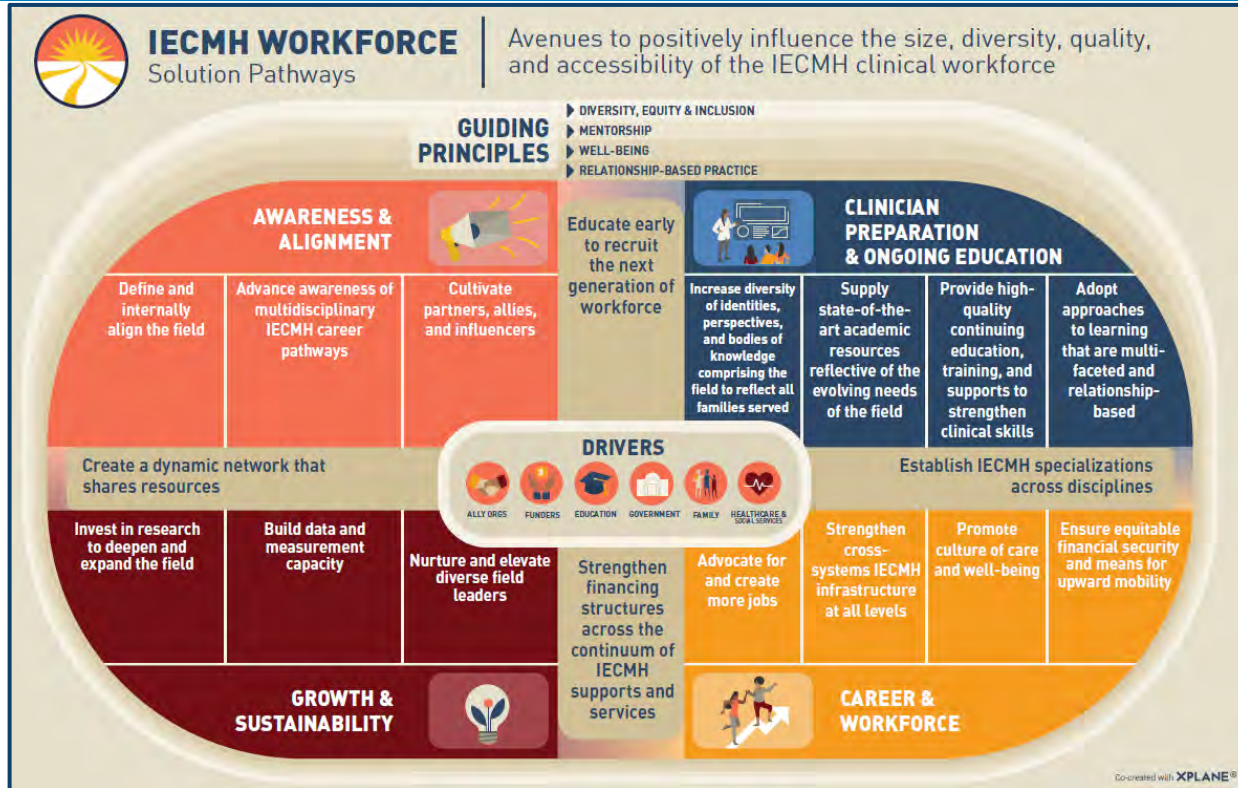 IECMH WORKFORCE
Solution Pathways
Avenues to positively influence the size, diversity, quality,
and accessibility of the IECMH clinical workforce
GUIDING
PRINCIPLES
DIVERSITY, EQUITY & INCLUSION
MENTORSHIP
WELL-BEING
RELATIONSHIP-BASED PRACTICE
AWARENESS &
ALIGNMENT
Define and
internally
align the field
Advance awareness of
multidisciplinary
IECMH career
pathways
Cultivate
partners, allies,
and influencers
Educate early
to recruit
the next
generation of
workforce
CLINICIAN
PREPARATION
& ONGOING EDUCATION
Increase diversity
of identities,
perspectives,
and bodies of
knowledge
comprising the
field to reflect all
families served
Supply
state-of-the-
art academic
resources
reflective of the
evolving needs
of the field
Provide high-
quality
continuing
education,
training, and
supports to
strengthen
clinical skills
Adopt
approaches
to learning
that are multi-
faceted and
relationship-
based
Create a dynamic network that
shares resources
DRIVERS
ALLY ORGS
FUNDERS
EDUCATION
GOVERNMENT
FAMILY
HEALTHCARE &
SOCIAL SERVICES
Establish IECMH specializations
across disciplines
Invest in research
to deepen and
expand the field
Build data and
measurement
capacity
Nurture and elevate
diverse field
leaders
GROWTH &
SUSTAINABILITY
Strengthen
financing
structures
across the
continuum of
IECMH
supports and
services
Advocate for
and create
more jobs
Strengthen
cross-
systems IECMH
infrastructure
at all levels
Promote
culture of care
and well-being
Ensure equitable
financial security
and means for
upward mobility
CAREER &
WORKFORCE
Co-created with XPLANE®